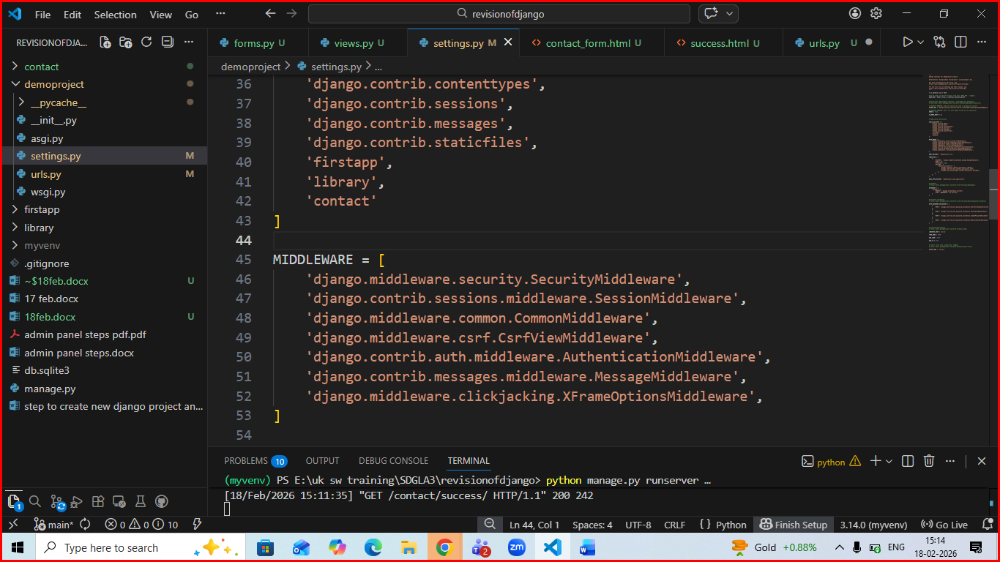 File Edit Selection View Go ... revisionofdjango
REVISIONOFDJA...
forms.py U views.py U settings.py M contact_form.html U success.html U urls.py U
demoproject > settings.py > ...
contact
demoproject
__pycache__
__init__.py
asgi.py
settings.py M
urls.py M
wsgi.py
firstapp
library
myvenv
.gitignore
~$18feb.docx U
17 feb.docx
18feb.docx U
admin panel steps pdf.pdf
admin panel steps.docx
db.sqlite3
manage.py
step to create new django project an...
36 'django.contrib.contenttypes',
37 'django.contrib.sessions',
38 'django.contrib.messages',
39 'django.contrib.staticfiles',
40 'firstapp',
41 'library',
42 'contact'
43 ]
44
45 MIDDLEWARE = [
46 'django.middleware.security.SecurityMiddleware',
47 'django.contrib.sessions.middleware.SessionMiddleware',
48 'django.middleware.common.CommonMiddleware',
49 'django.middleware.csrf.CsrfViewMiddleware',
50 'django.contrib.auth.middleware.AuthenticationMiddleware',
51 'django.contrib.messages.middleware.MessageMiddleware',
52 'django.middleware.clickjacking.XFrameOptionsMiddleware',
53 ]
54
PROBLEMS 10 OUTPUT DEBUG CONSOLE TERMINAL python
(myvenv) PS E:\uk sw training\SDGLA3\revisionofdjango> python manage.py runserver ...
[18/Feb/2026 15:11:35] "GET /contact/success/ HTTP/1.1" 200 242
1
main* 0 0 10 Ln 44, Col 1 Spaces: 4 UTF-8 CRLF { } Python Finish Setup 3.14.0 (myvenv) Go Live
Type here to search 2 zm Gold +0.88% ENG 15:14
18-02-2026